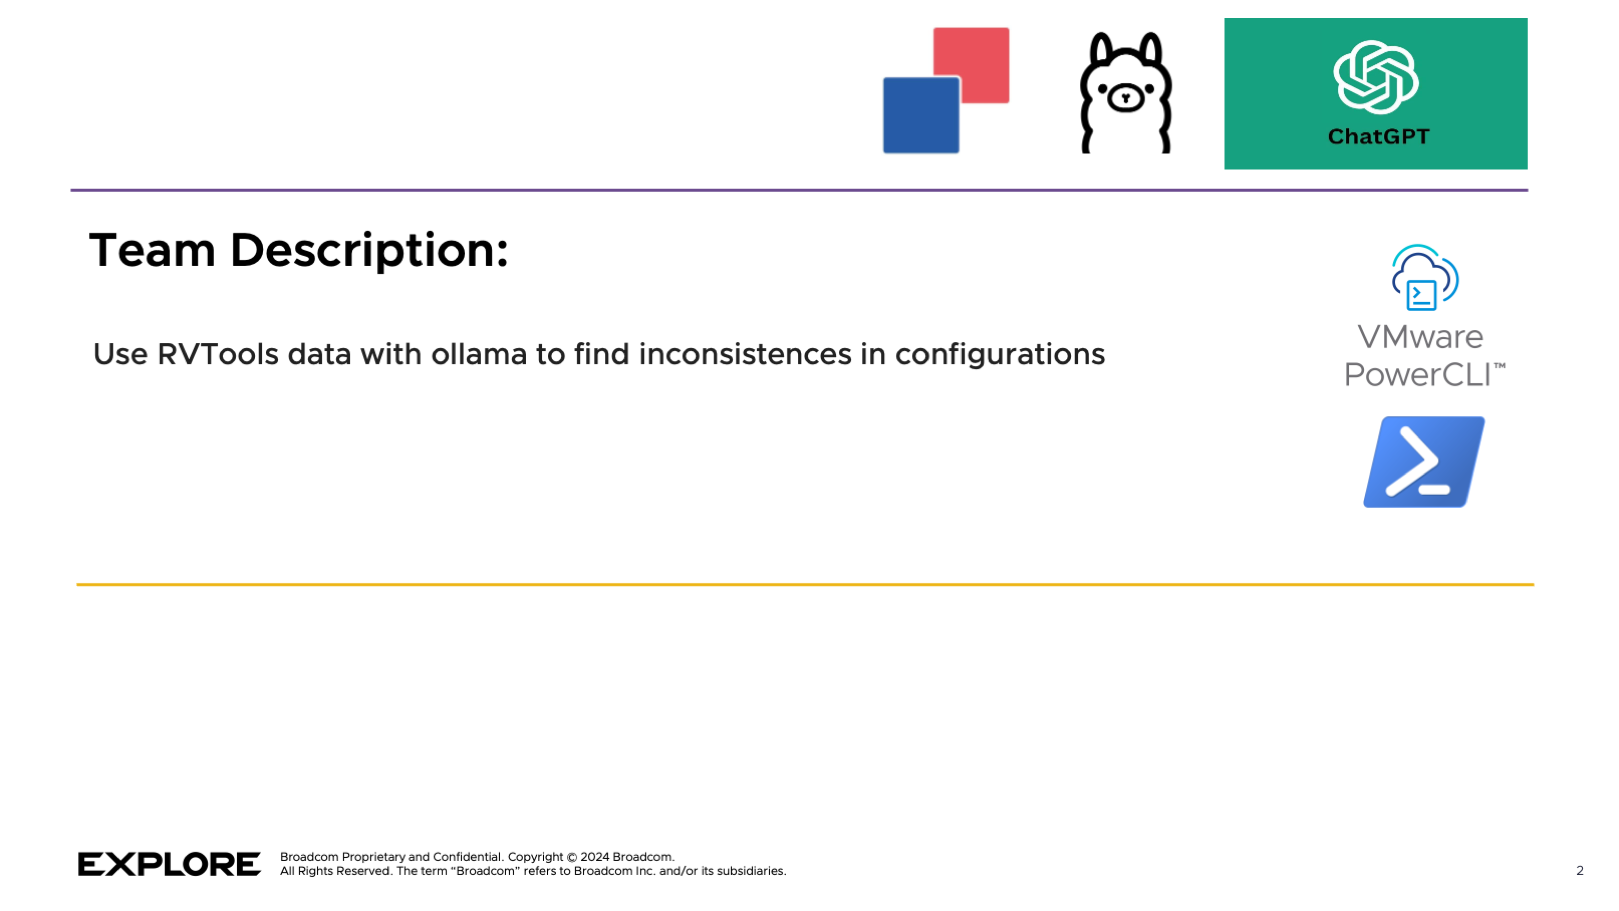 ChatGPT
Team Description:
Use RVTools data with ollama to find inconsistences in configurations
VMware
PowerCLI™
EXPLORE
Broadcom Proprietary and Confidential. Copyright © 2024 Broadcom.
All Rights Reserved. The term “Broadcom” refers to Broadcom Inc. and/or its subsidiaries.
2